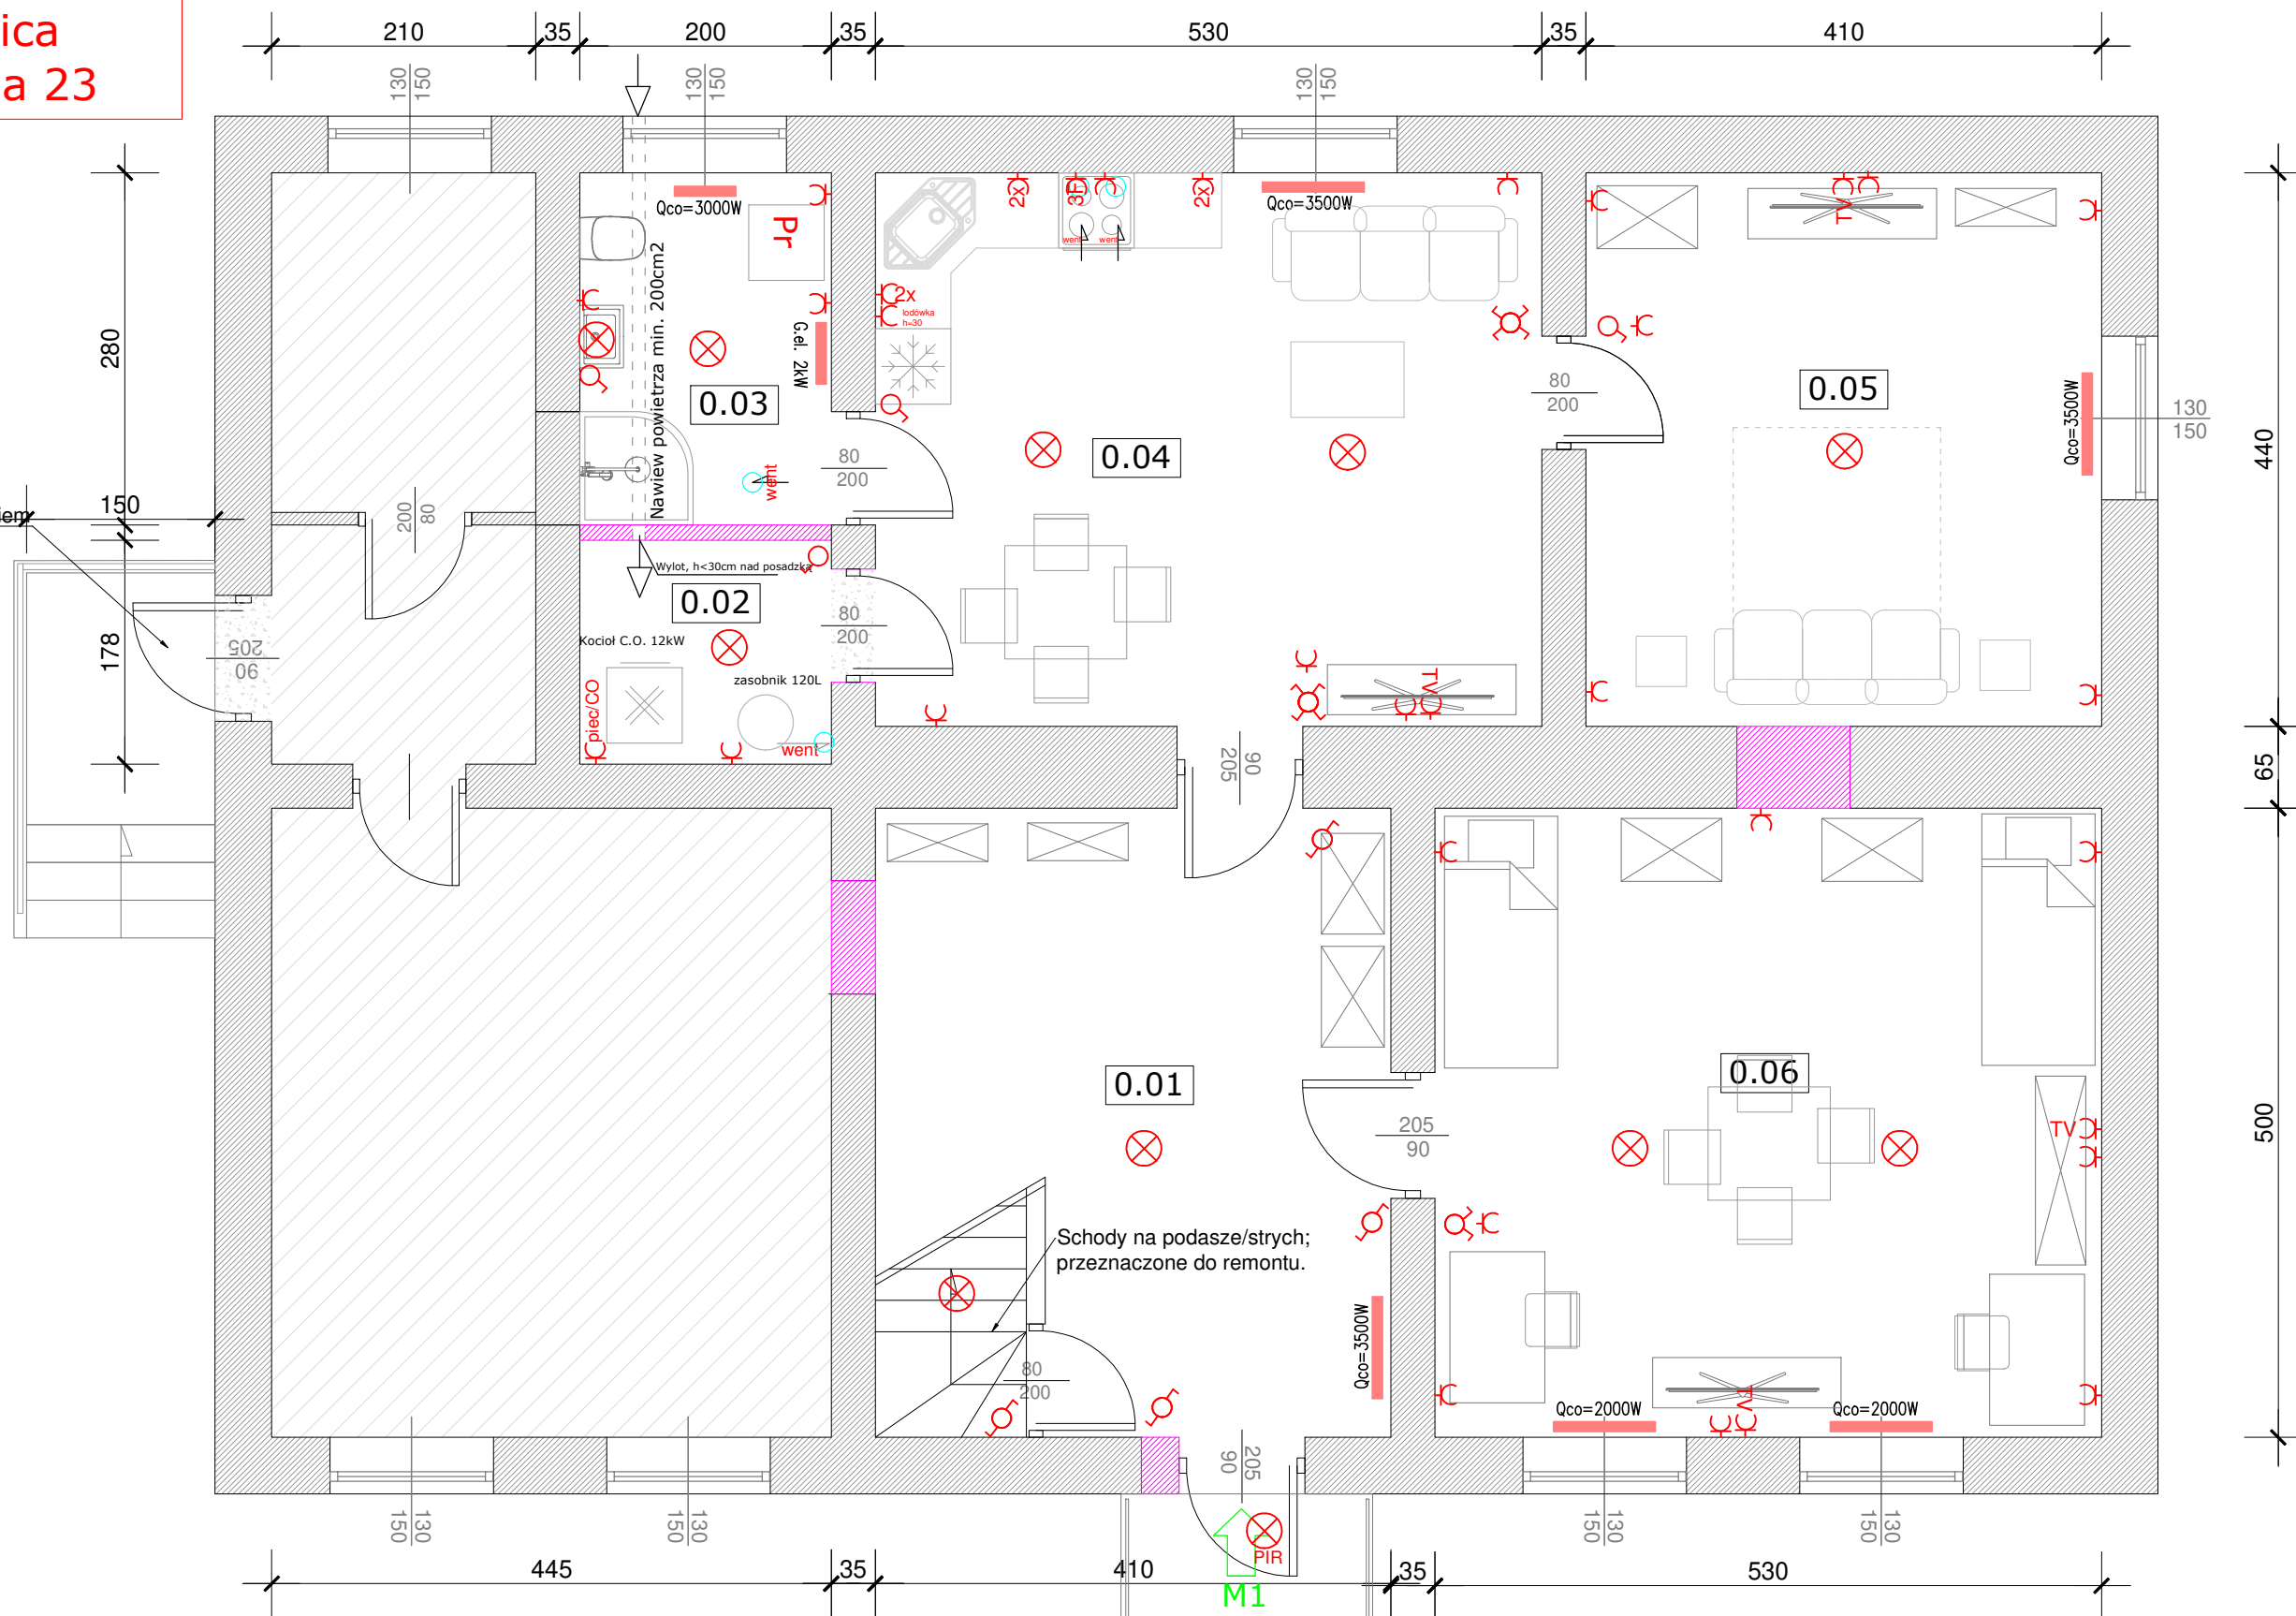 ica
a 23
210
35
200
35
530
35
410
130
150
130
150
130
150
Qco=3000W
Pr
2x
3F
2x
Qco=3500W
TV
went
went
2x
lodówka
h=30
G.el. 2kW
Nawiew powietrza min. 200cm2
280
0.03
0.04
0.05
80
200
Qco=3500W
130
150
440
80
200
went
150
iem
200
80
Wylot, h<30cm nad posadzką
0.02
80
200
178
205
90
Kocioł C.O. 12kW
zasobnik 120L
piec/CO
went
TV
90
205
65
0.01
0.06
205
90
TV
500
Schody na podasze/strych;
przeznaczone do remontu.
Qco=3500W
80
200
Qco=2000W
TV
Qco=2000W
205
90
130
150
130
150
130
150
130
150
PIR
M1
445
35
410
35
530